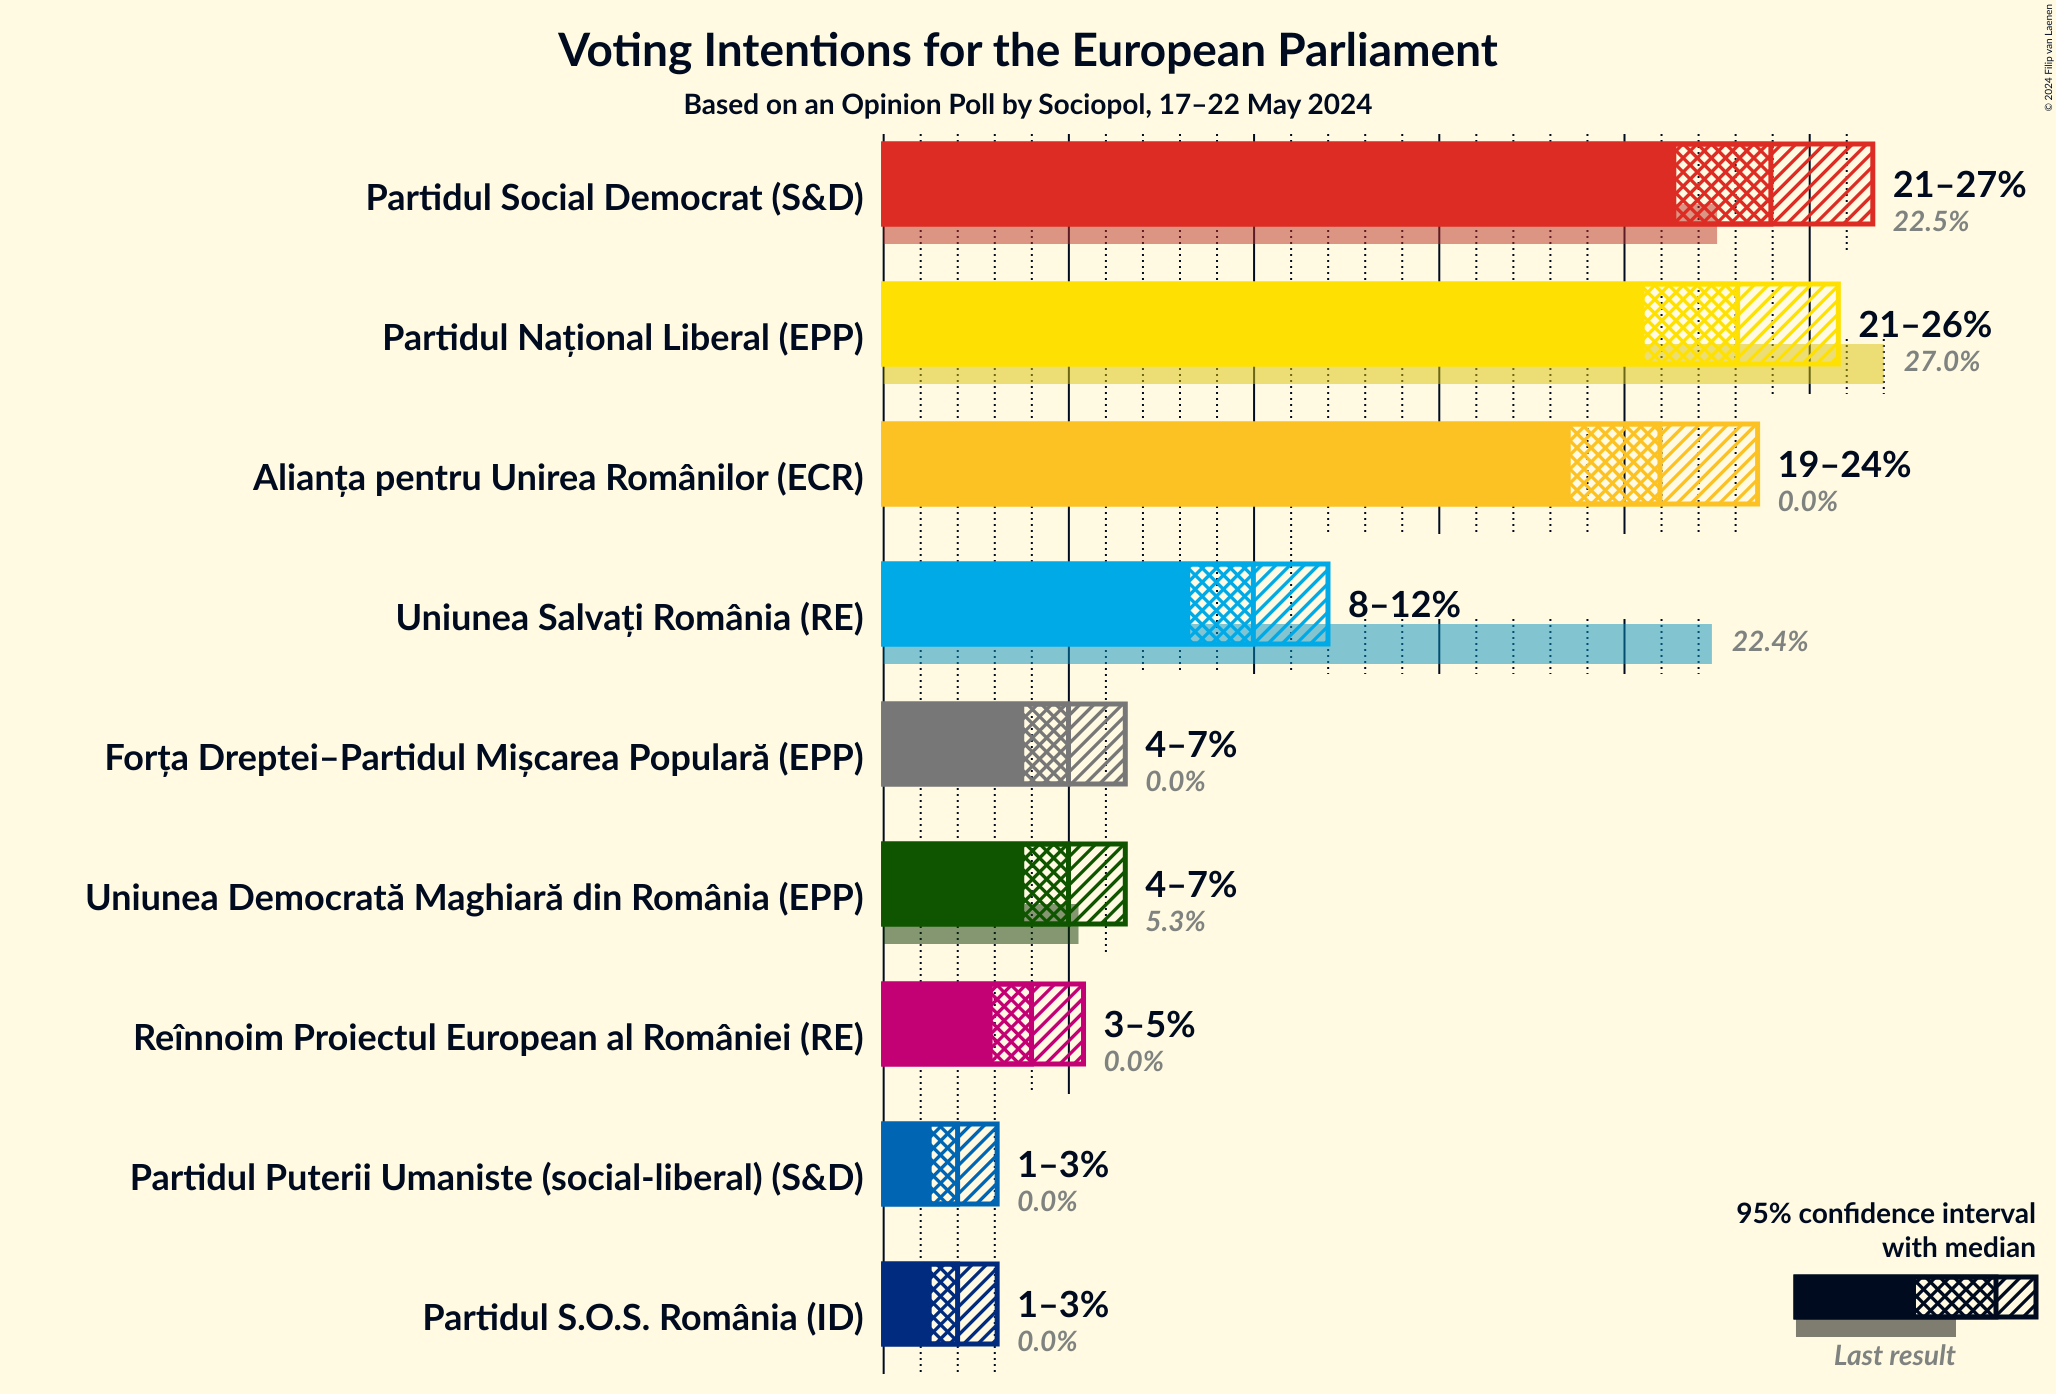 Voting Intentions for the European Parliament
Based on an Opinion Poll by Sociopol, 17–22 May 2024
© 2024 Filip van Laenen
Partidul Social Democrat (S&D)
21–27%
22.5%
Partidul Național Liberal (EPP)
21–26%
27.0%
Alianța pentru Unirea Românilor (ECR)
19–24%
0.0%
Uniunea Salvați România (RE)
8–12%
22.4%
Forța Dreptei–Partidul Mișcarea Populară (EPP)
4–7%
0.0%
Uniunea Democrată Maghiară din România (EPP)
4–7%
5.3%
Reînnoim Proiectul European al României (RE)
3–5%
0.0%
Partidul Puterii Umaniste (social-liberal) (S&D)
1–3%
0.0%
Partidul S.O.S. România (ID)
1–3%
0.0%
95% confidence interval
with median
Last result